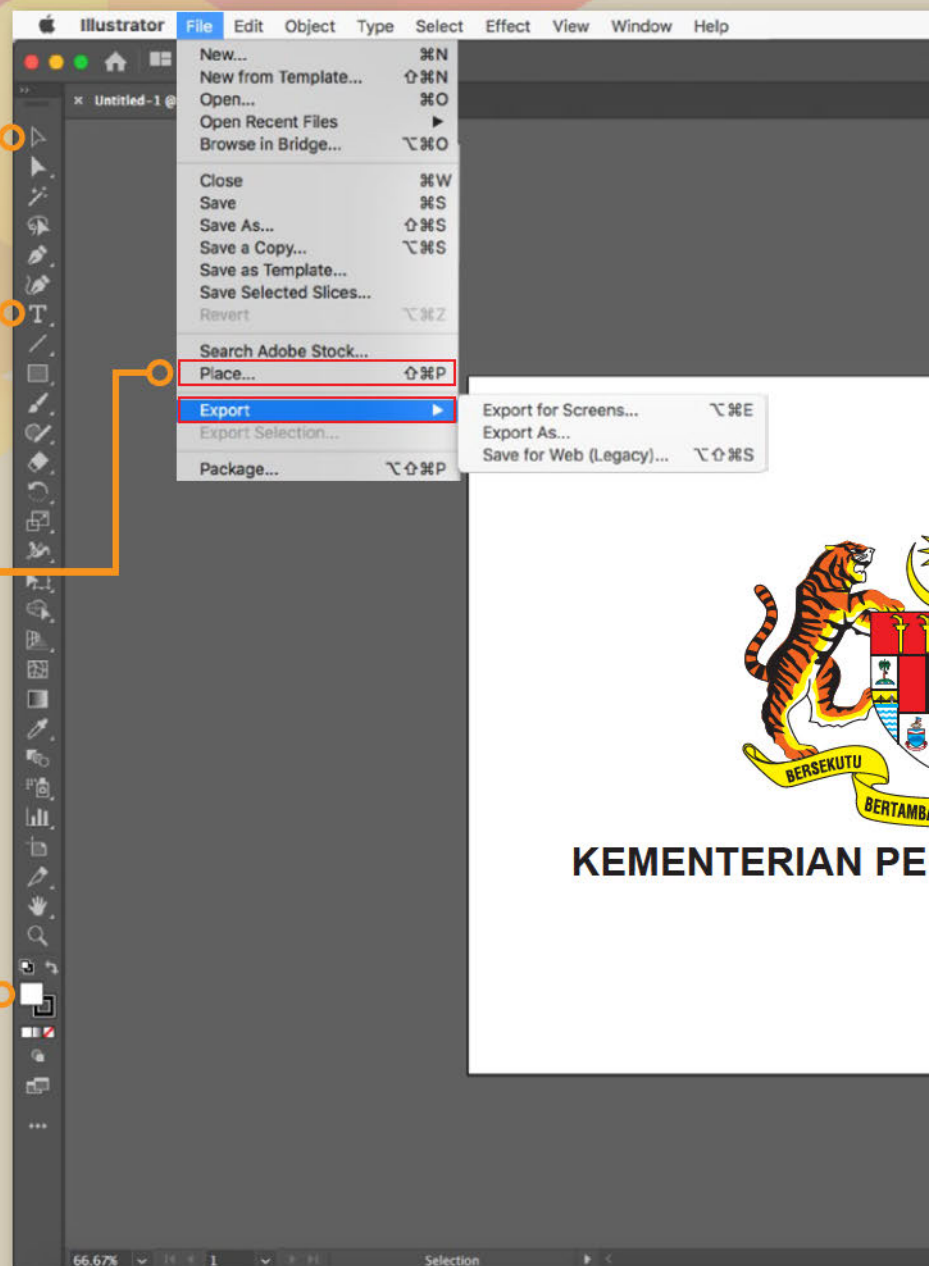 Illustrator File Edit Object Type Select Effect View Window Help
× Untitled-1 @
New... ⌘N
New from Template... ⇧⌘N
Open... ⌘O
Open Recent Files ▶
Browse in Bridge... ⌥⌘O
Close ⌘W
Save ⌘S
Save As... ⇧⌘S
Save a Copy... ⌥⌘S
Save as Template...
Save Selected Slices...
Revert ⌥⌘Z
Search Adobe Stock...
Place... ⇧⌘P
Export ▶
Export Selection...
Package... ⌥⇧⌘P
Export for Screens... ⌥⌘E
Export As...
Save for Web (Legacy)... ⌥⇧⌘S
BERSEKUTU
BERTAMBA
KEMENTERIAN PE
66.67% 1 Selection